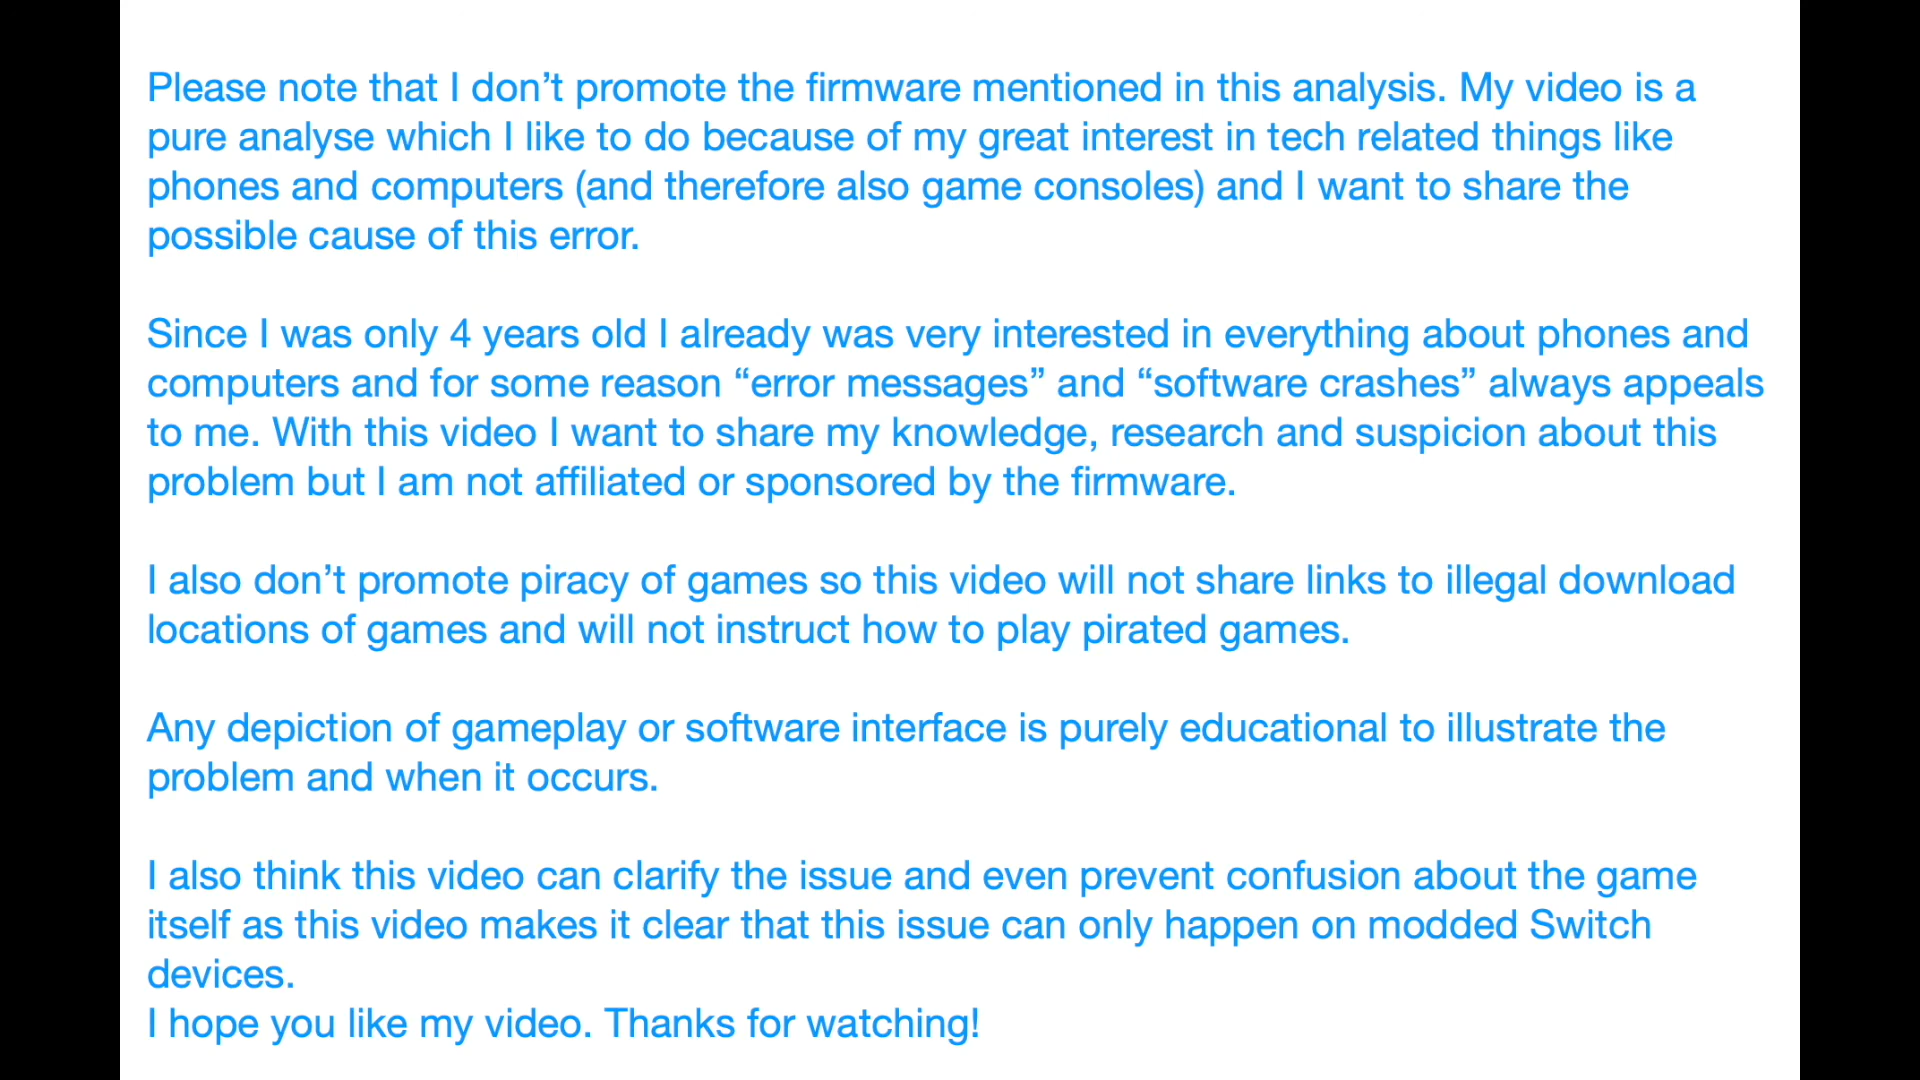 Please note that I don’t promote the firmware mentioned in this analysis. My video is a
pure analyse which I like to do because of my great interest in tech related things like
phones and computers (and therefore also game consoles) and I want to share the
possible cause of this error.
Since I was only 4 years old I already was very interested in everything about phones and
computers and for some reason “error messages” and “software crashes” always appeals
to me. With this video I want to share my knowledge, research and suspicion about this
problem but I am not affiliated or sponsored by the firmware.
I also don’t promote piracy of games so this video will not share links to illegal download
locations of games and will not instruct how to play pirated games.
Any depiction of gameplay or software interface is purely educational to illustrate the
problem and when it occurs.
I also think this video can clarify the issue and even prevent confusion about the game
itself as this video makes it clear that this issue can only happen on modded Switch
devices.
I hope you like my video. Thanks for watching!